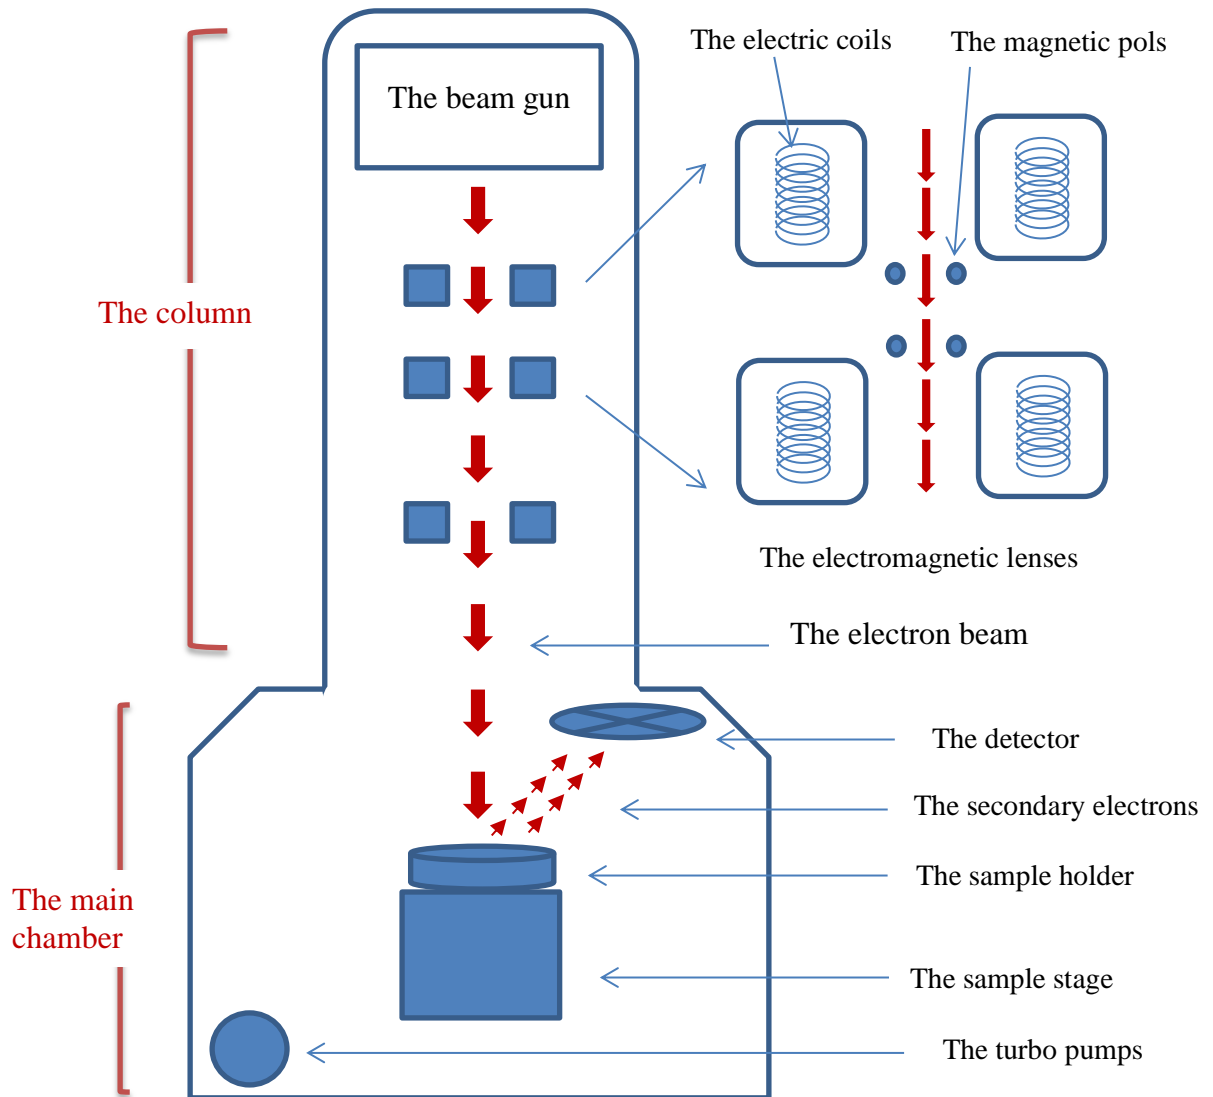 The electric coils
The magnetic pols
The beam gun
The column
The electromagnetic lenses
The electron beam
The detector
The secondary electrons
The sample holder
The main
chamber
The sample stage
The turbo pumps